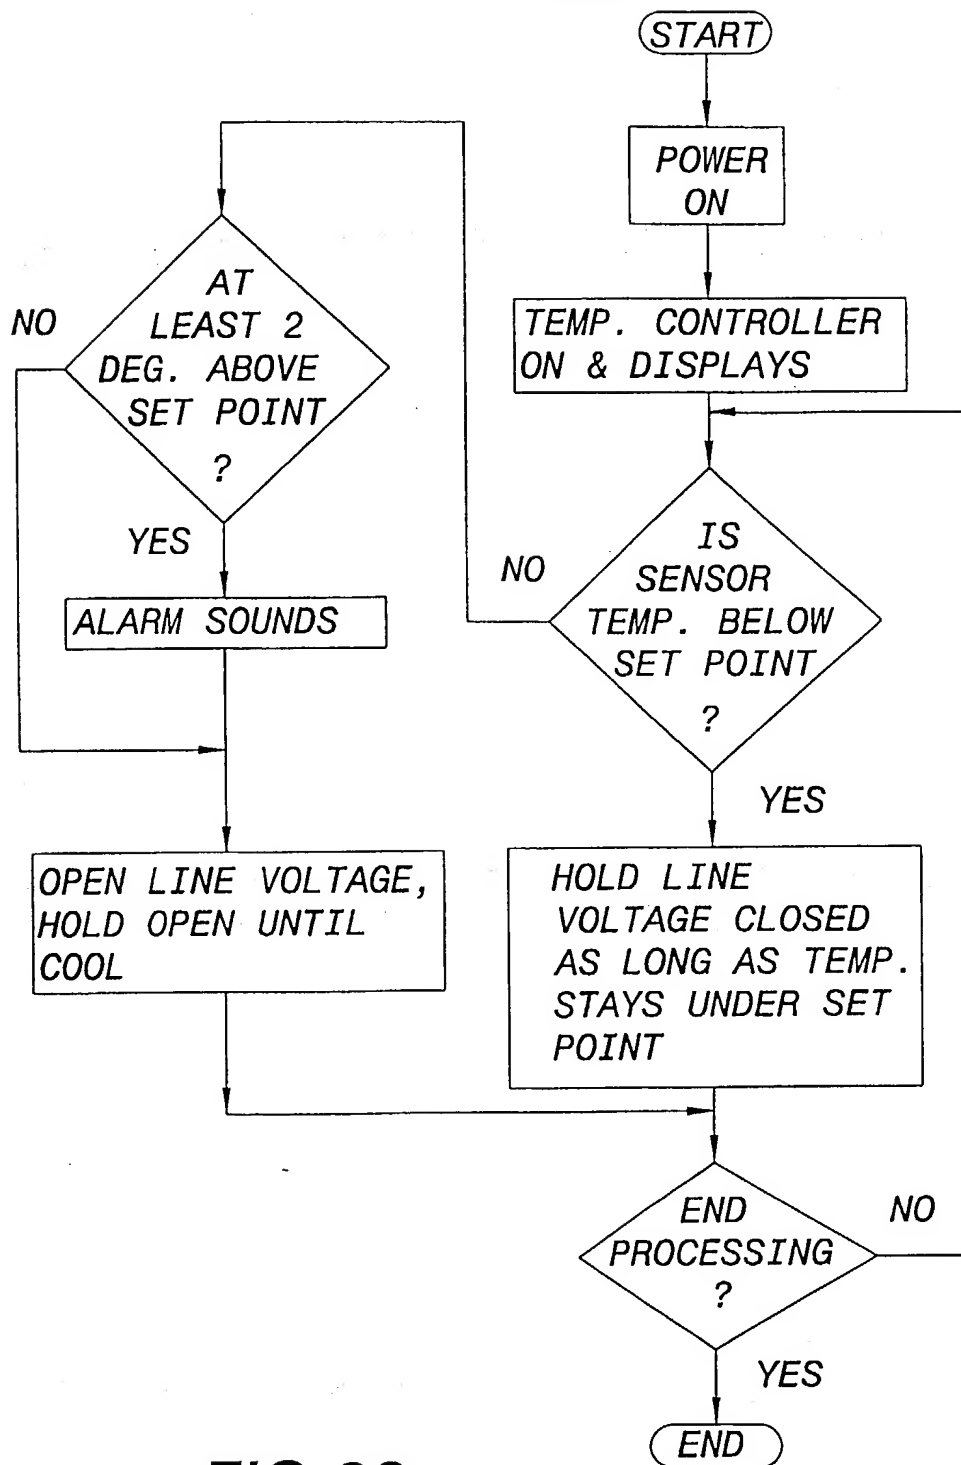 START
POWER
ON
TEMP. CONTROLLER
ON & DISPLAYS
IS
SENSOR
TEMP. BELOW
SET POINT
?
NO
YES
AT
LEAST 2
DEG. ABOVE
SET POINT
?
NO
YES
ALARM SOUNDS
OPEN LINE VOLTAGE,
HOLD OPEN UNTIL
COOL
HOLD LINE
VOLTAGE CLOSED
AS LONG AS TEMP.
STAYS UNDER SET
POINT
END
PROCESSING
?
NO
YES
END